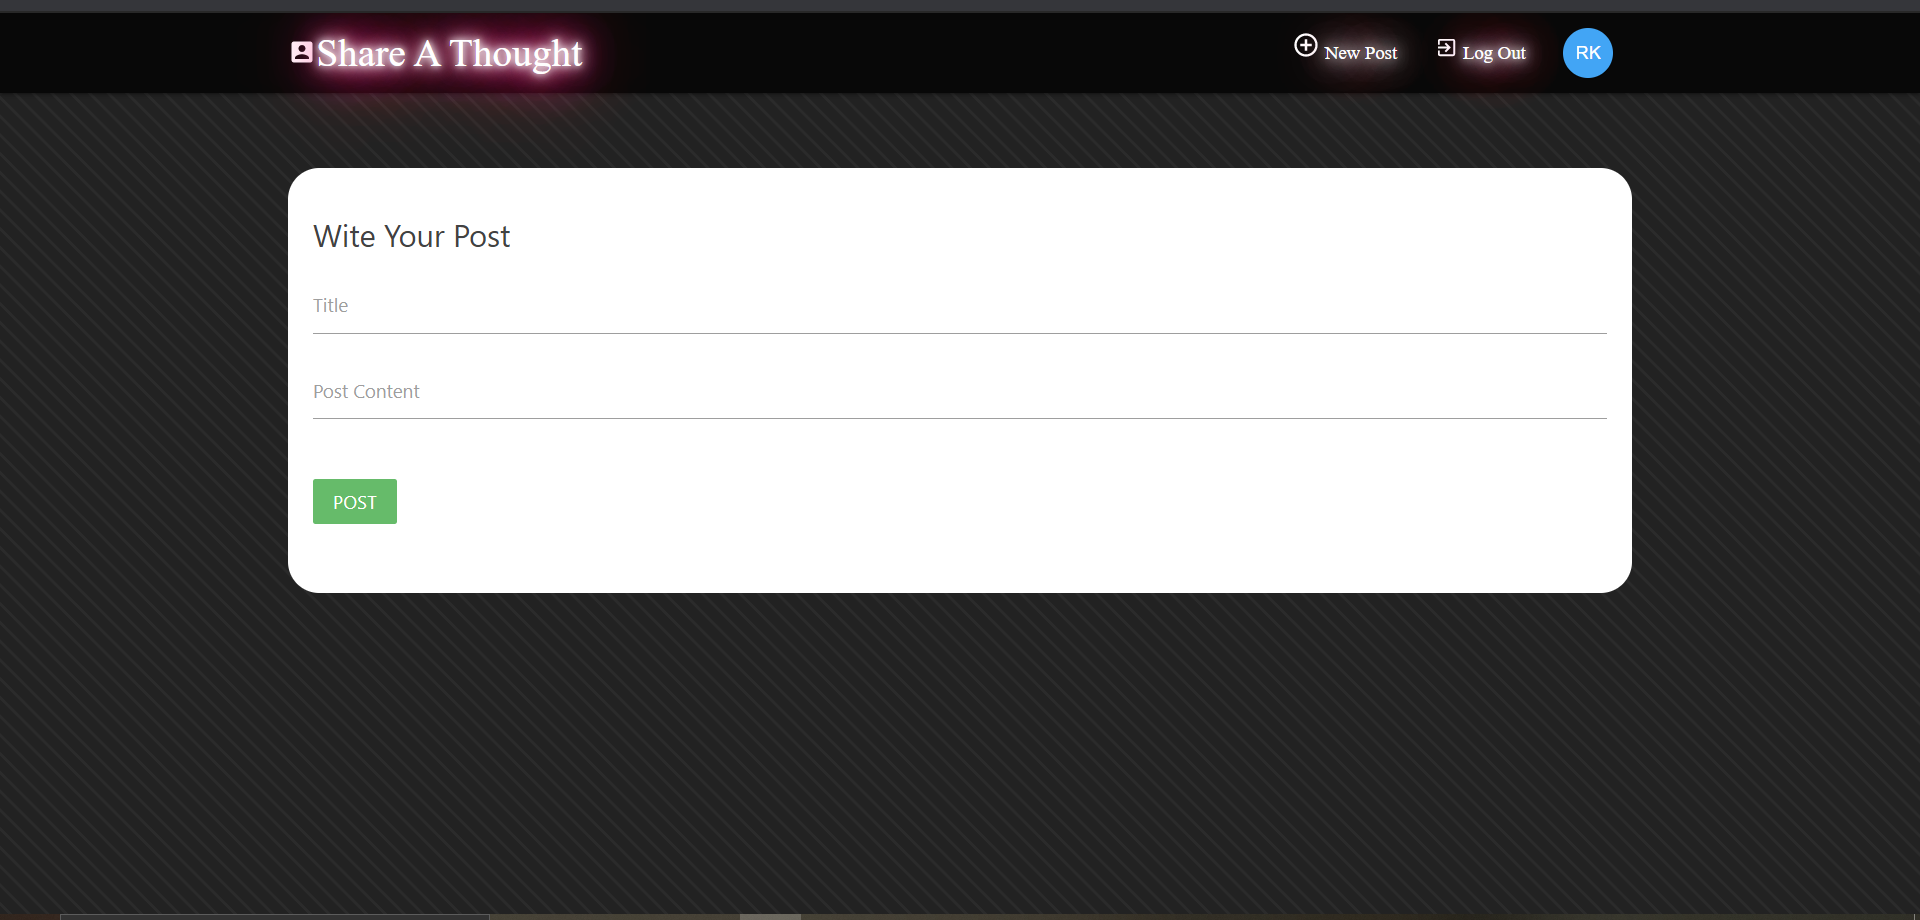 Share A Thought
New Post
Log Out
RK
Wite Your Post
Title
Post Content
POST